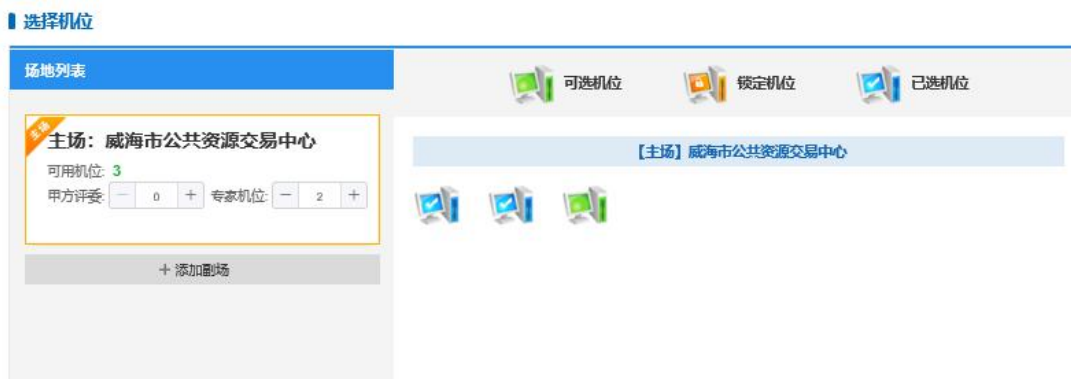 选择机位
场地列表
可选机位 锁定机位 已选机位
主场
主场：威海市公共资源交易中心
可用机位: 3
甲方评委: － 0 ＋ 专家机位: － 2 ＋
＋添加副场
【主场】威海市公共资源交易中心